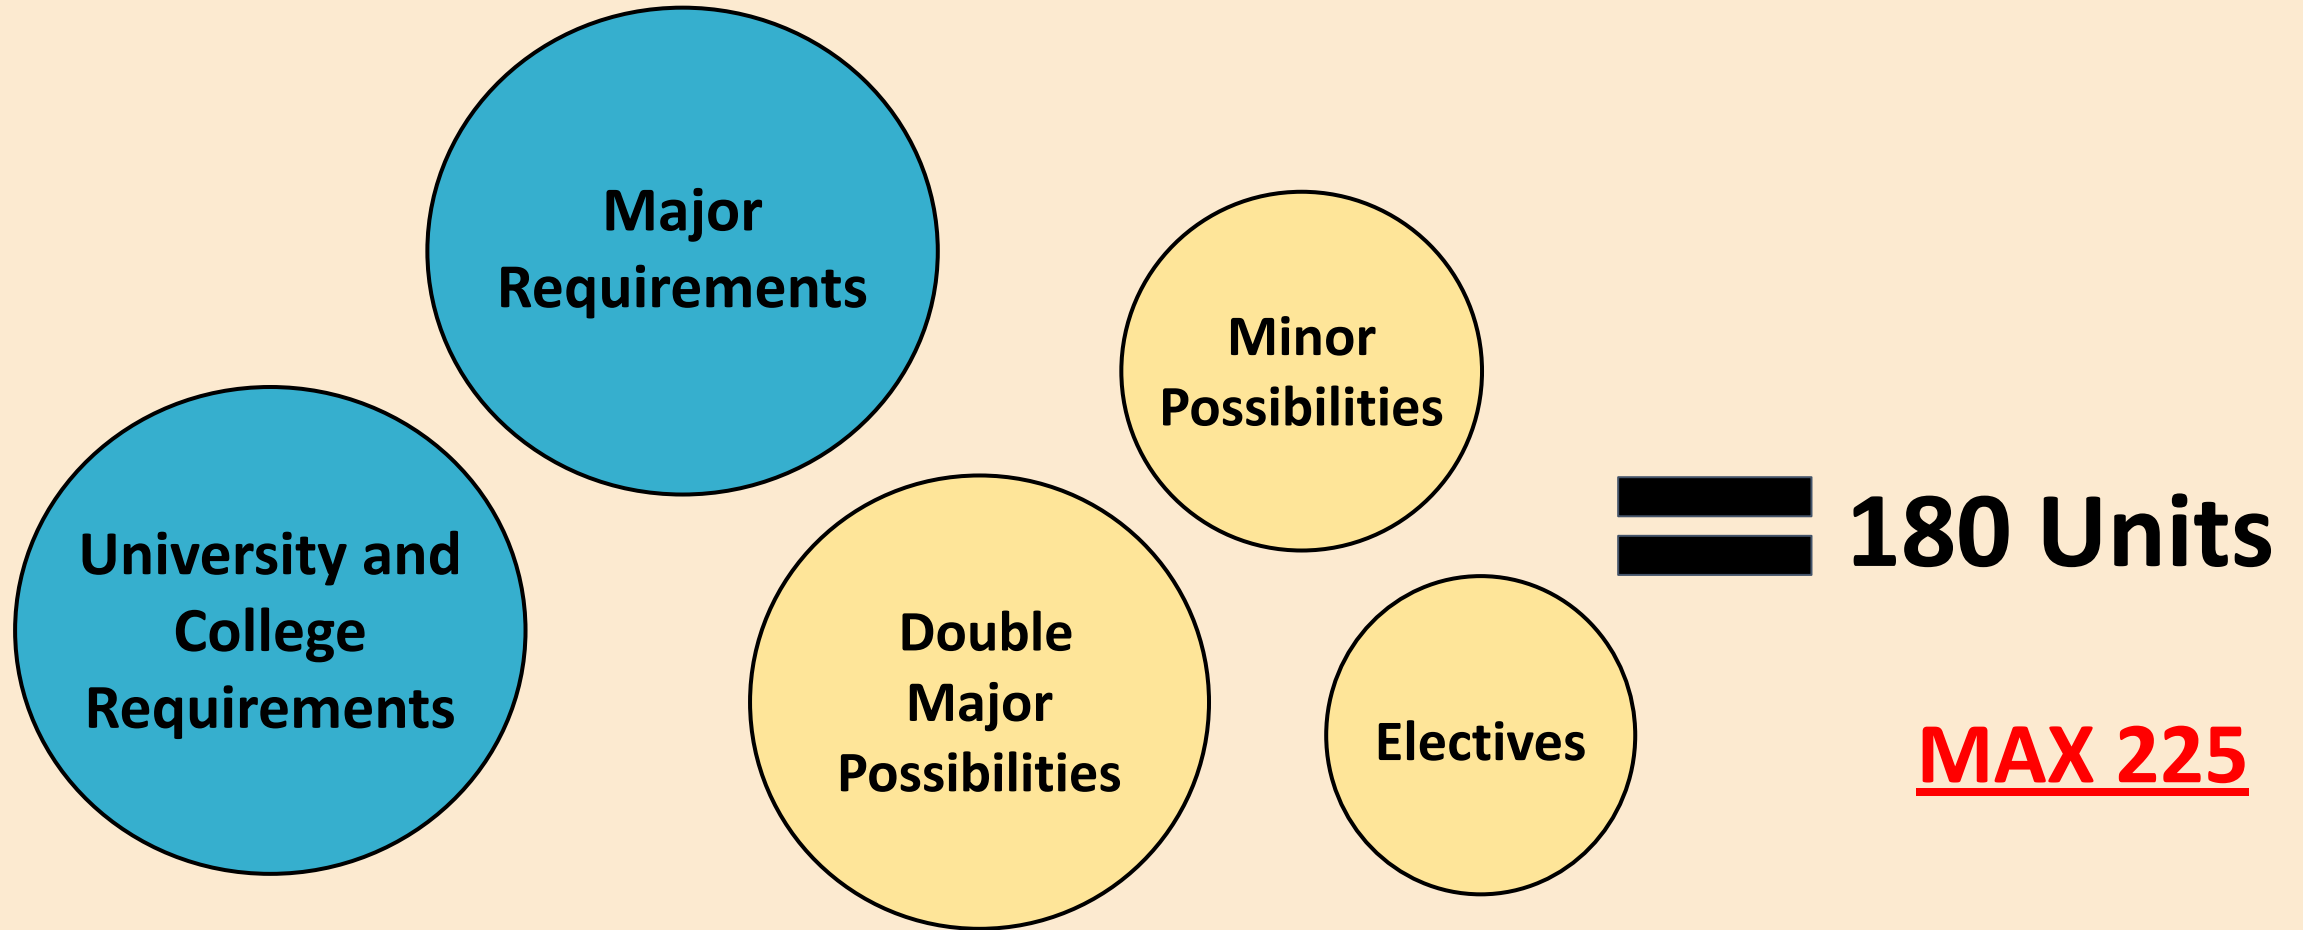 Major
Requirements
University and
College
Requirements
Minor
Possibilities
Double
Major
Possibilities
Electives
180 Units
MAX 225